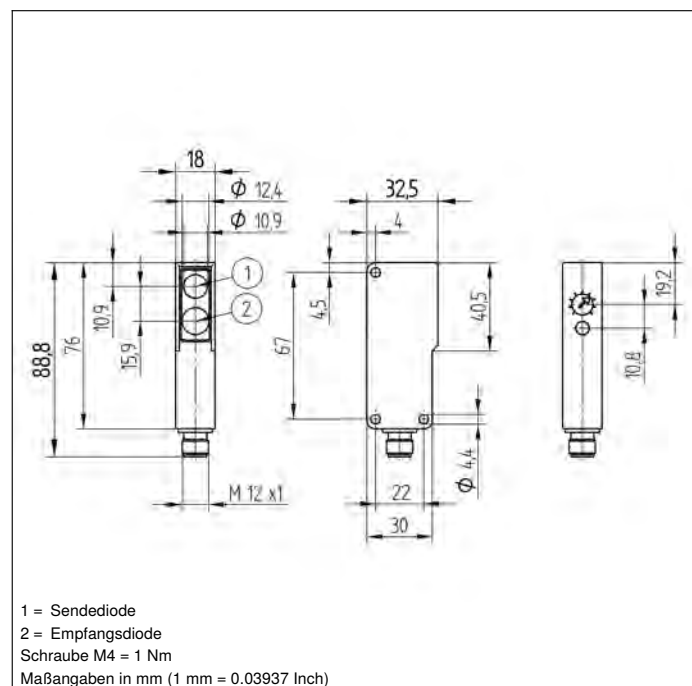 18
ϕ 12,4
ϕ 10,9
1
2
10,9
15,9
76
88,8
M 12 x1
32,5
4
4,5
67
40,5
ϕ 4,4
22
30
19,2
10,8
1 = Sendediode
2 = Empfangsdiode
Schraube M4 = 1 Nm
Maßangaben in mm (1 mm = 0.03937 Inch)